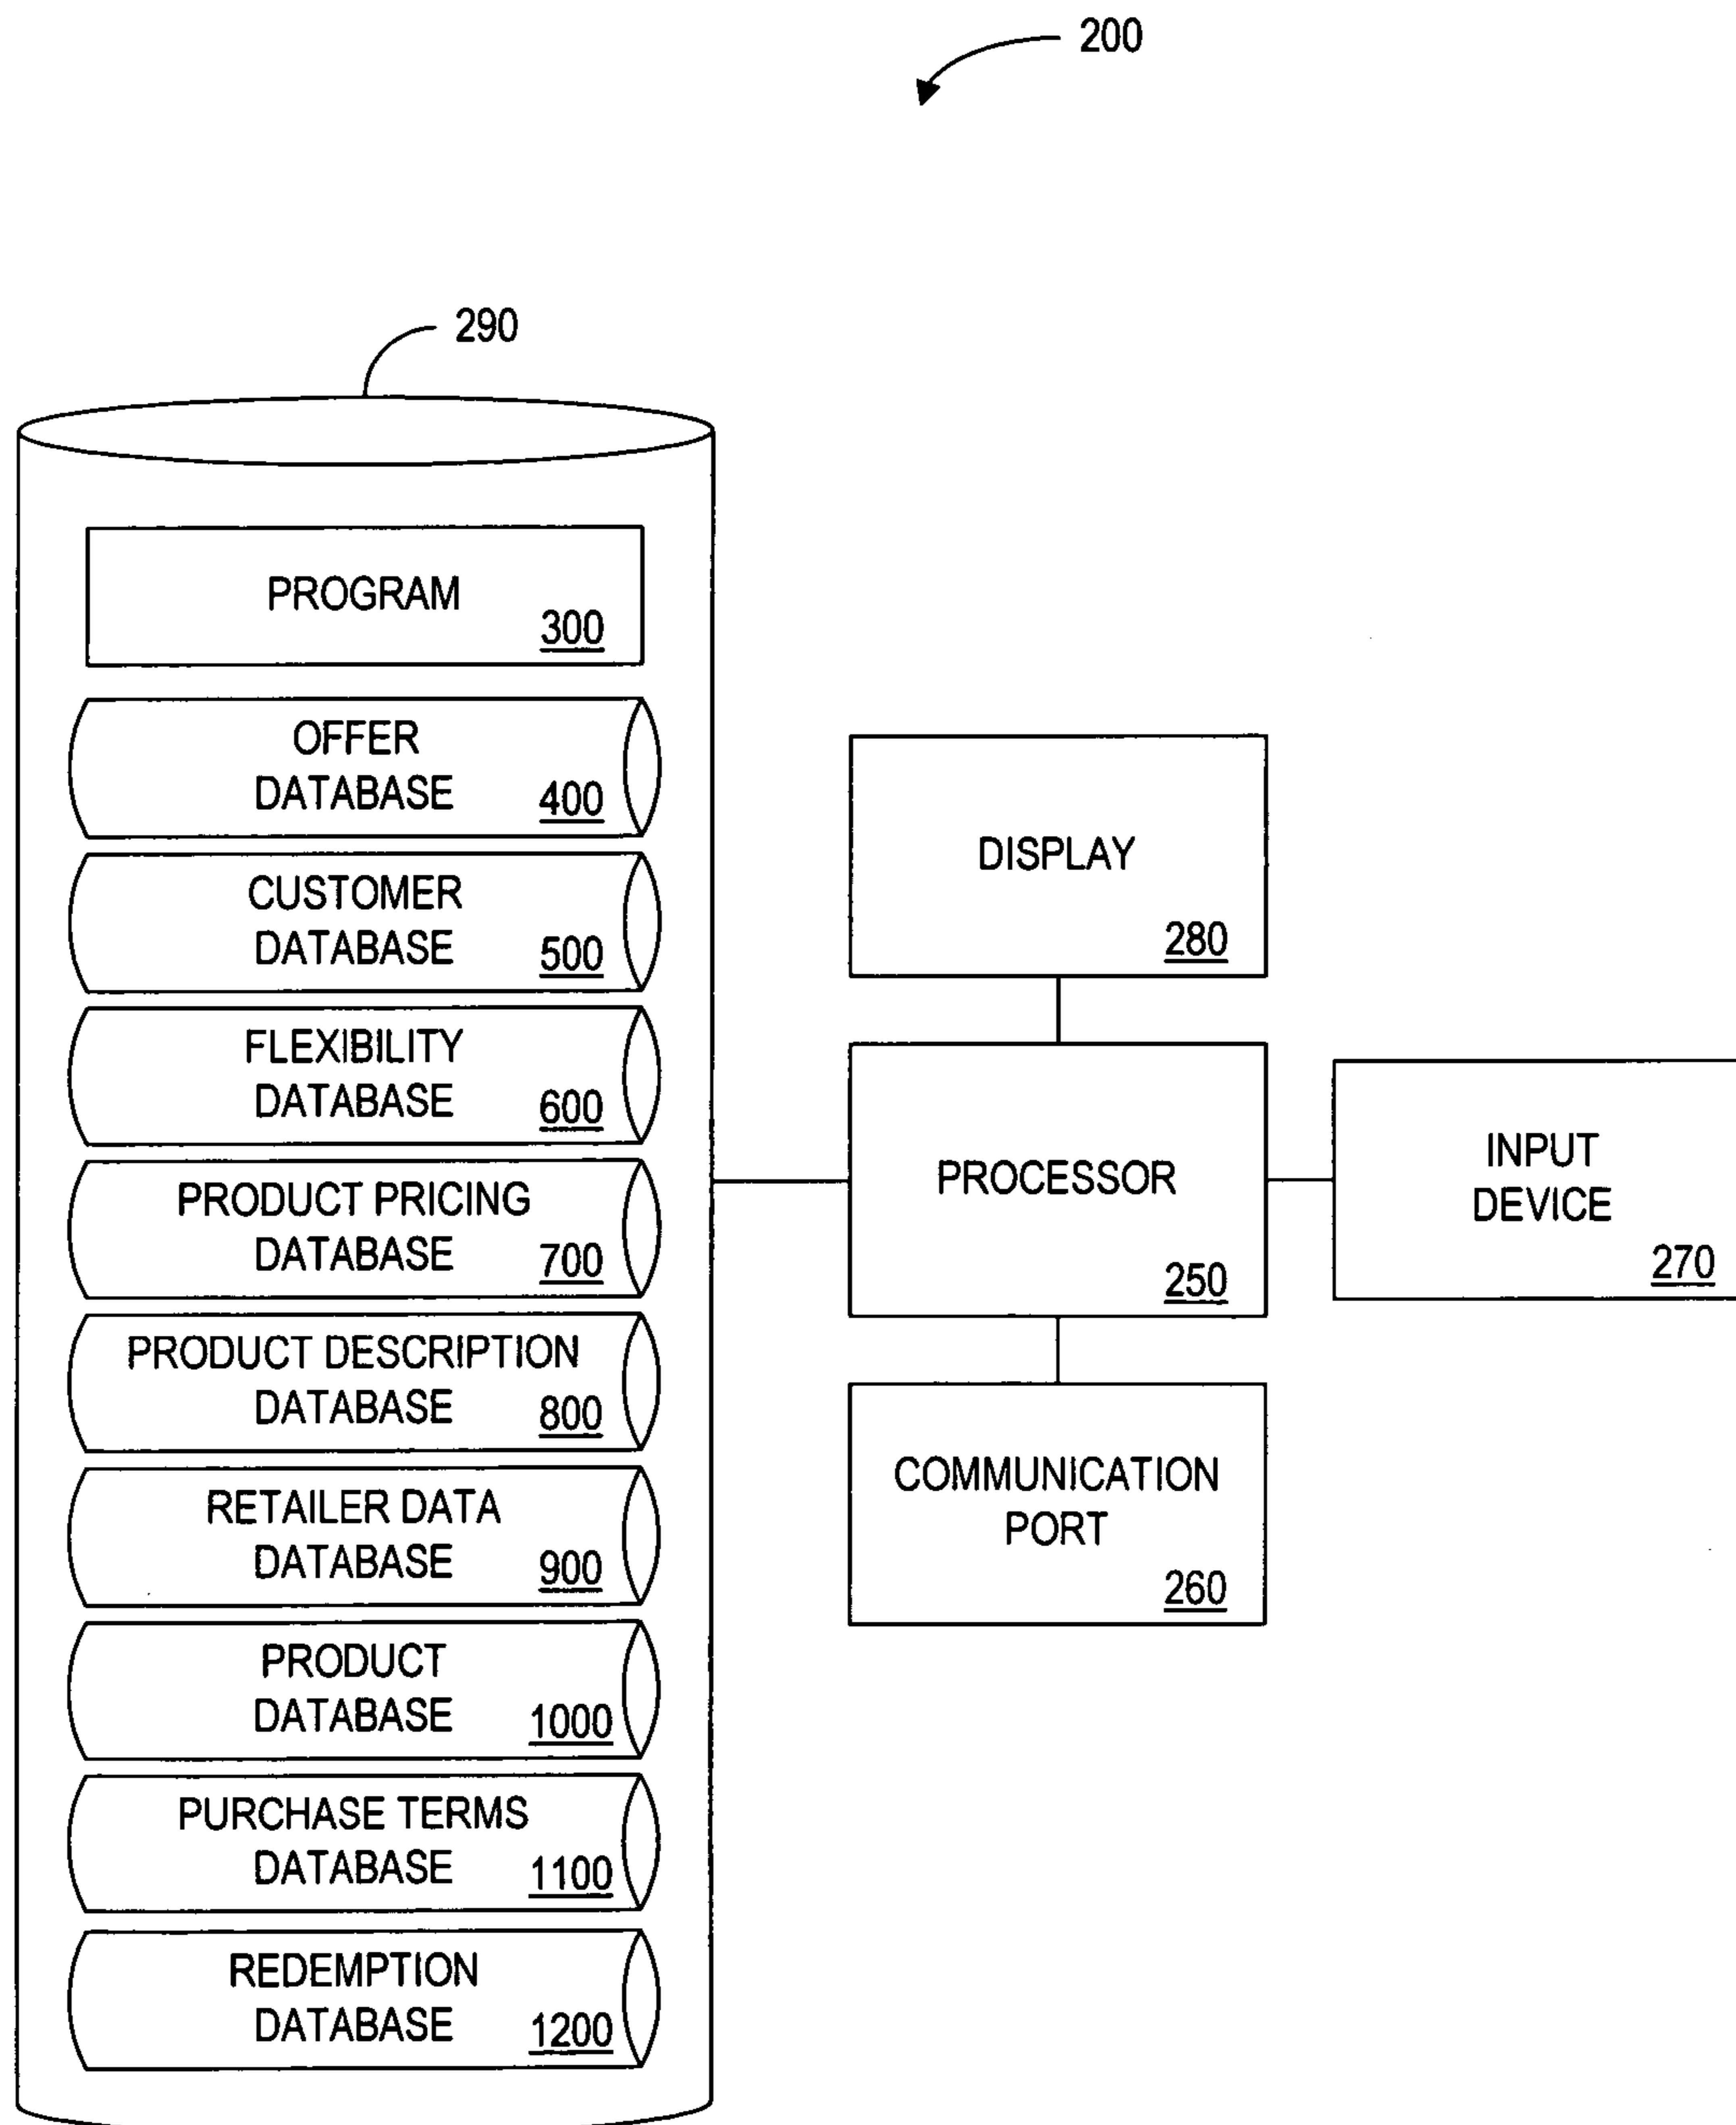 200
290
PROGRAM
300
OFFER
DATABASE
400
CUSTOMER
DATABASE
500
FLEXIBILITY
DATABASE
600
PRODUCT PRICING
DATABASE
700
PRODUCT DESCRIPTION
DATABASE
800
RETAILER DATA
DATABASE
900
PRODUCT
DATABASE
1000
PURCHASE TERMS
DATABASE
1100
REDEMPTION
DATABASE
1200
DISPLAY
280
PROCESSOR
250
INPUT
DEVICE
270
COMMUNICATION
PORT
260